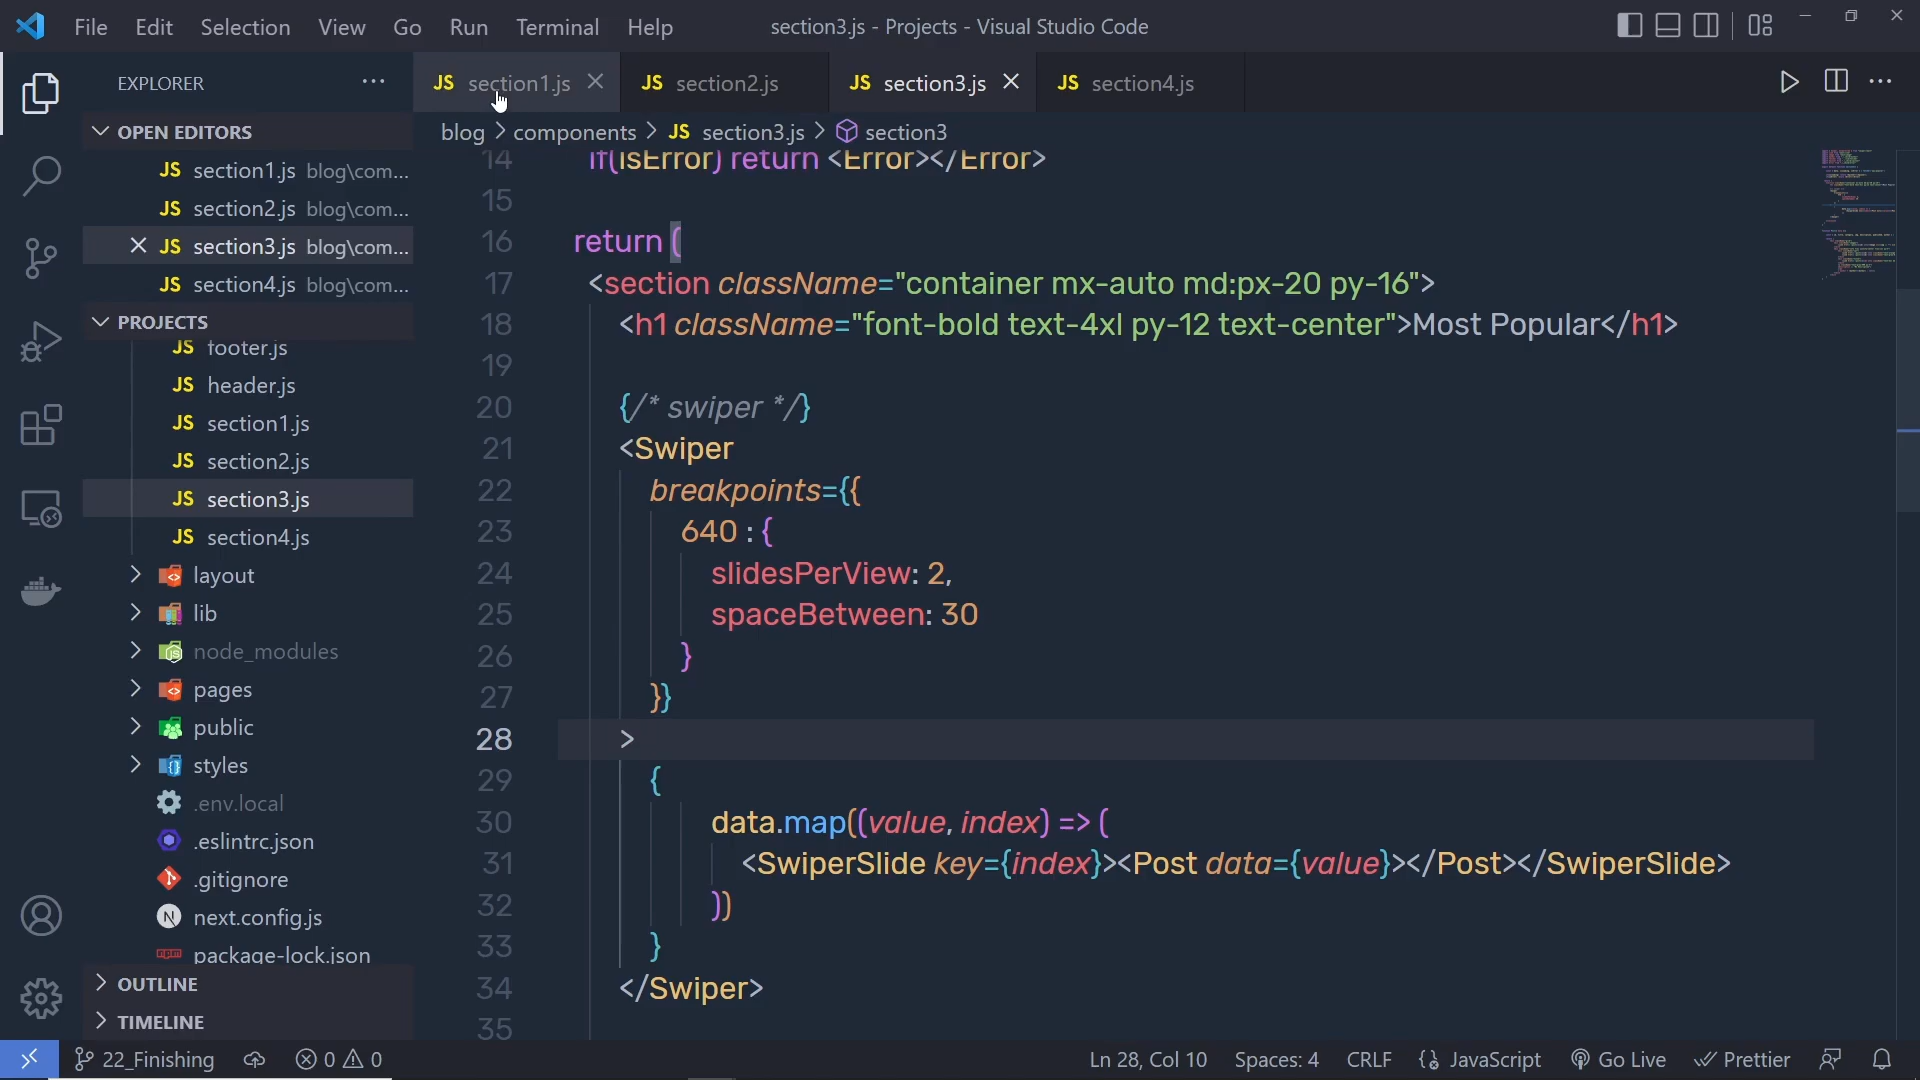 File Edit Selection View Go Run Terminal Help
section3.js - Projects - Visual Studio Code
EXPLORER
OPEN EDITORS
JS section1.js blog\com...
JS section2.js blog\com...
JS section3.js blog\com...
JS section4.js blog\com...
PROJECTS
JS footer.js
JS header.js
JS section1.js
JS section2.js
JS section3.js
JS section4.js
layout
lib
node_modules
pages
public
styles
.env.local
.eslintrc.json
.gitignore
next.config.js
package-lock.json
OUTLINE
TIMELINE
JS section1.js JS section2.js JS section3.js JS section4.js
blog > components > JS section3.js > section3
14 if(isError) return <Error></Error>
15
16 return (
17 <section className="container mx-auto md:px-20 py-16">
18 <h1 className="font-bold text-4xl py-12 text-center">Most Popular</h1>
19
20 {/* swiper */}
21 <Swiper
22 breakpoints={{
23 640 : {
24 slidesPerView: 2,
25 spaceBetween: 30
26 }
27 }}
28 >
29 {
30 data.map((value, index) => (
31 <SwiperSlide key={index}><Post data={value}></Post></SwiperSlide>
32 ))
33 }
34 </Swiper>
35
22_Finishing 0 0 Ln 28, Col 10 Spaces: 4 CRLF JavaScript Go Live Prettier